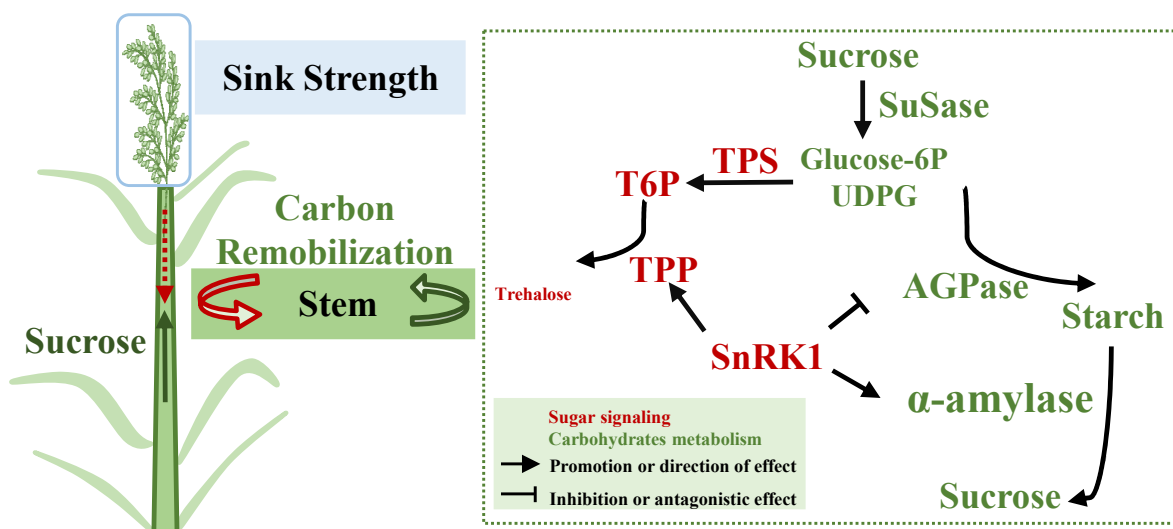 Sink Strength
Carbon
Remobilization
Stem
Sucrose
Sucrose
SuSase
Glucose-6P
UDPG
TPS
T6P
TPP
Trehalose
AGPase
Starch
SnRK1
α-amylase
Sucrose
Sugar signaling
Carbohydrates metabolism
Promotion or direction of effect
Inhibition or antagonistic effect